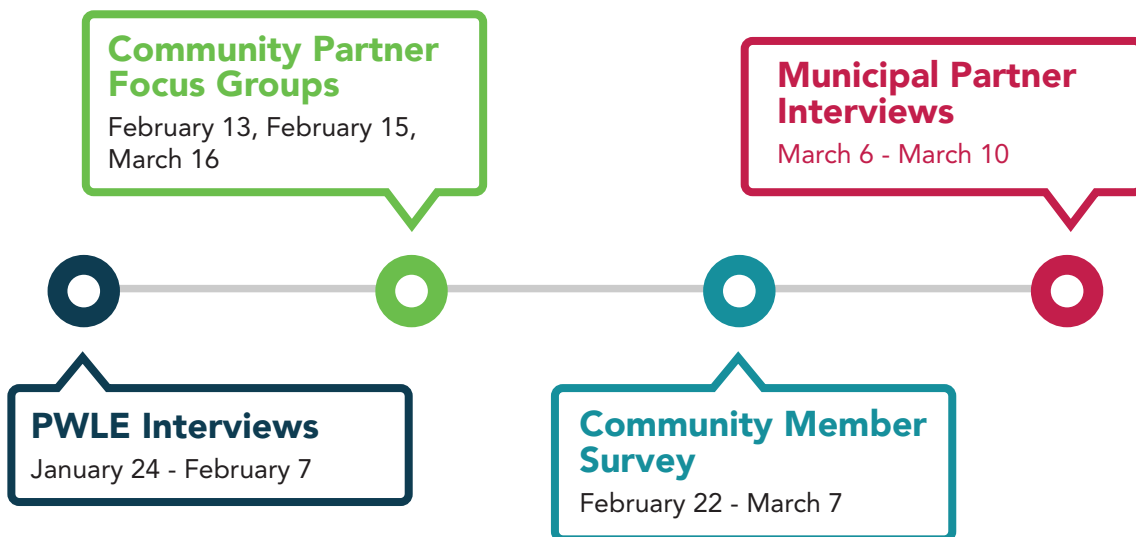 Community Partner
Focus Groups
February 13, February 15,
March 16
Municipal Partner
Interviews
March 6 - March 10
PWLE Interviews
January 24 - February 7
Community Member
Survey
February 22 - March 7